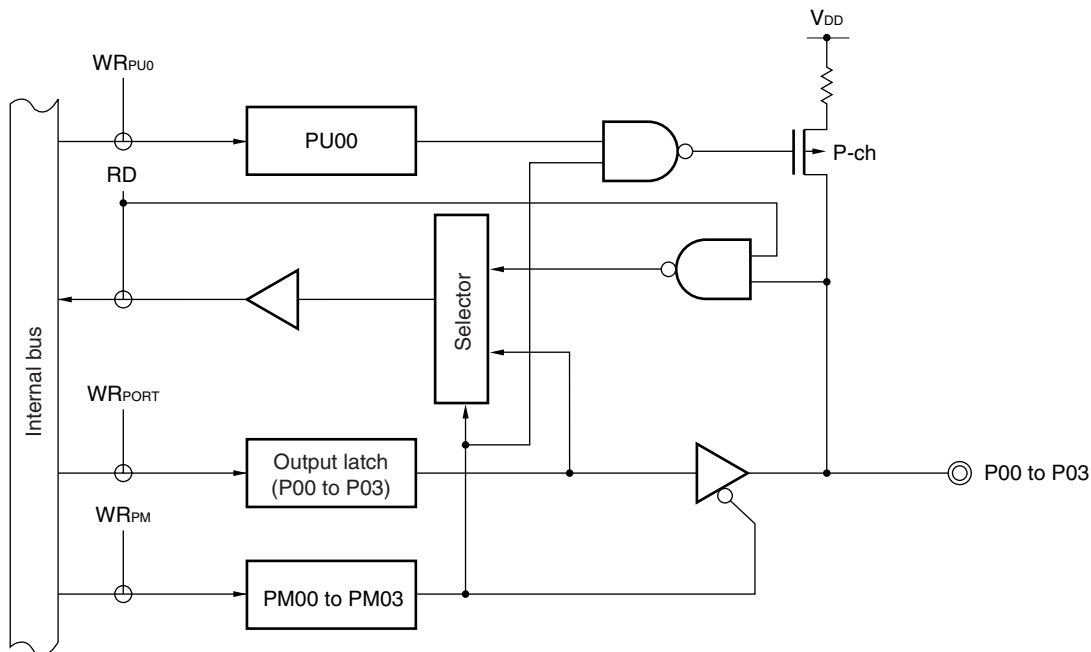 VDD
WRPU0
PU00
P-ch
RD
Selector
Internal bus
WRPORT
Output latch
(P00 to P03)
P00 to P03
WRPM
PM00 to PM03